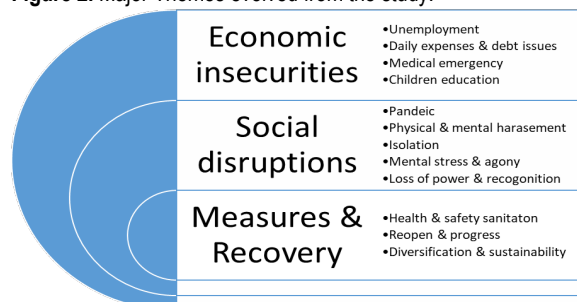 Figure 2. Major Themes evolved from the study.
Economic
insecurities
•Unemployment
•Daily expenses & debt issues
•Medical emergency
•Children education
Social
disruptions
•Pandeic
•Physical & mental harasement
•Isolation
•Mental stress & agony
•Loss of power & recogonition
Measures &
Recovery
•Health & safety sanitaton
•Reopen & progress
•Diversification & sustainability